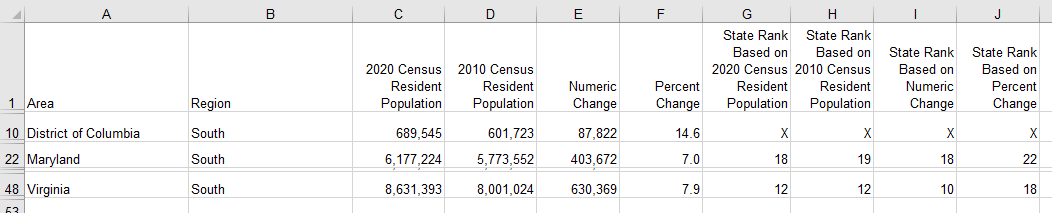 A B C D E F G H I J
State Rank State Rank
Based on Based on State Rank State Rank
2020 Census 2010 Census Numeric Percent 2020 Census 2010 Census Based on Based on
Resident Resident Numeric Percent Resident Resident Numeric Percent
1 Area Region Population Population Change Change Population Population Change Change
10 District of Columbia South 689,545 601,723 87,822 14.6 X X X X
22 Maryland South 6,177,224 5,773,552 403,672 7.0 18 19 18 22
48 Virginia South 8,631,393 8,001,024 630,369 7.9 12 12 10 18
53